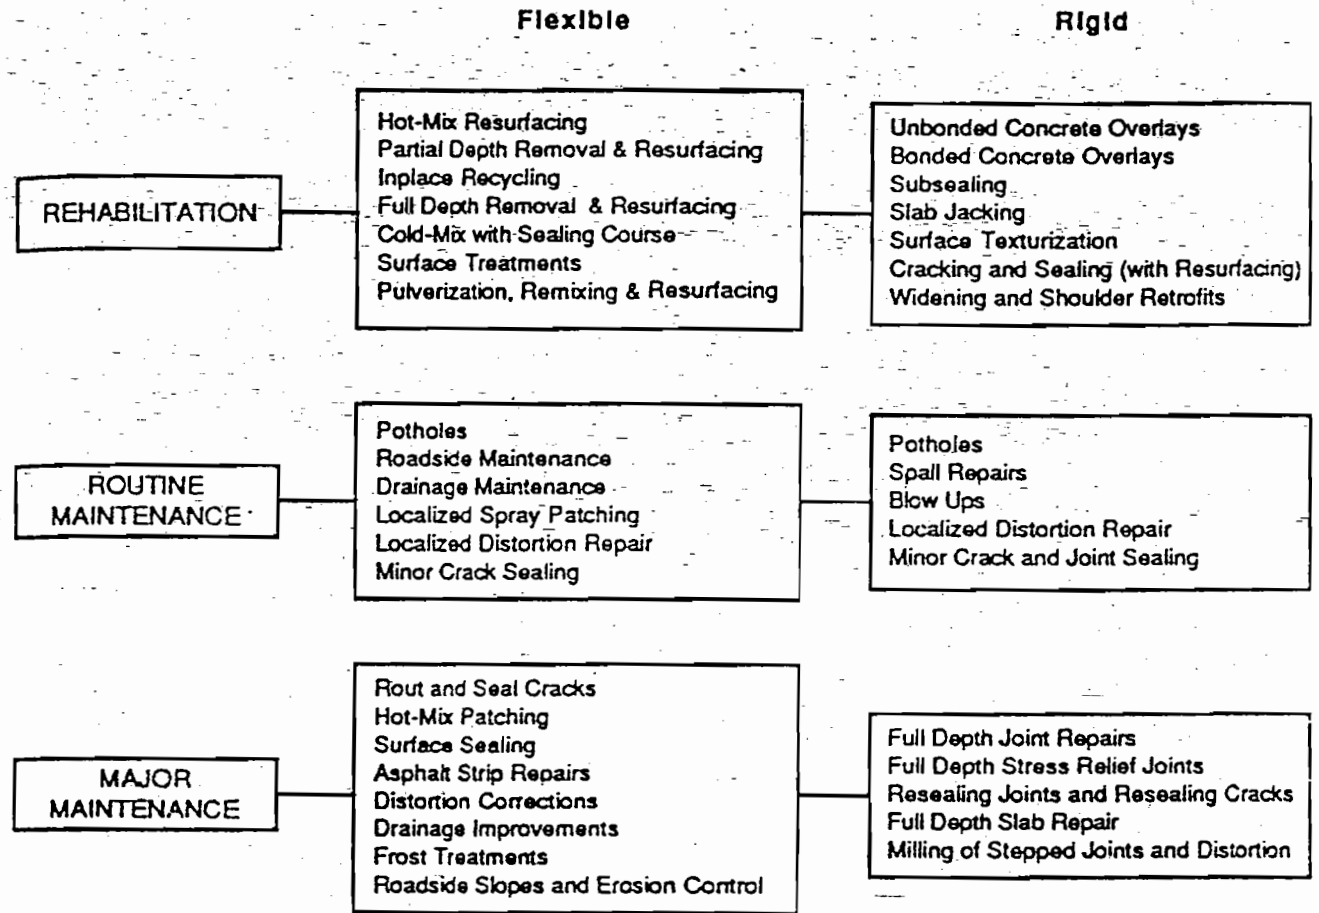 Flexible
Rigid
REHABILITATION
Hot-Mix Resurfacing
Partial Depth Removal & Resurfacing
Inplace Recycling
Full Depth Removal & Resurfacing
Cold-Mix with Sealing Course
Surface Treatments
Pulverization, Remixing & Resurfacing
Unbonded Concrete Overlays
Bonded Concrete Overlays
Subsealing
Slab Jacking
Surface Texturization
Cracking and Sealing (with Resurfacing)
Widening and Shoulder Retrofits
ROUTINE
MAINTENANCE
Potholes
Roadside Maintenance
Drainage Maintenance
Localized Spray Patching
Localized Distortion Repair
Minor Crack Sealing
Potholes
Spall Repairs
Blow Ups
Localized Distortion Repair
Minor Crack and Joint Sealing
MAJOR
MAINTENANCE
Rout and Seal Cracks
Hot-Mix Patching
Surface Sealing
Asphalt Strip Repairs
Distortion Corrections
Drainage Improvements
Frost Treatments
Roadside Slopes and Erosion Control
Full Depth Joint Repairs
Full Depth Stress Relief Joints
Resealing Joints and Resealing Cracks
Full Depth Slab Repair
Milling of Stepped Joints and Distortion